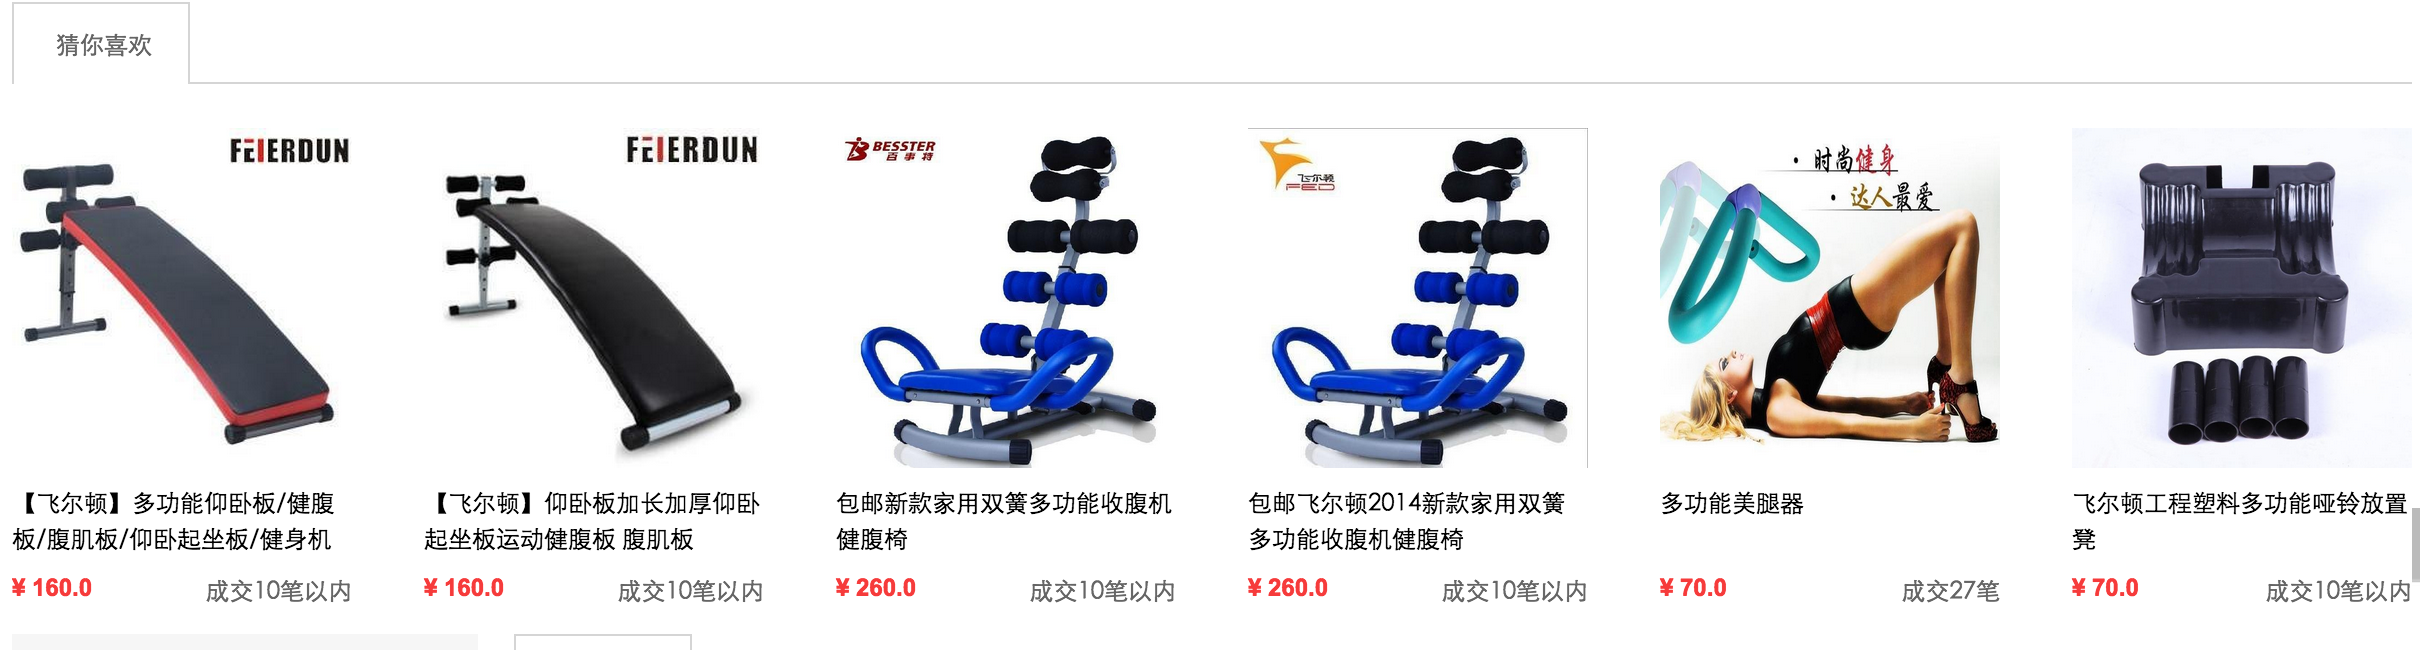 猜你喜欢
FEIERDUN
FEIERDUN
BESSTER
百事特
飞尔顿
FED
·时尚健身
·达人最爱
【飞尔顿】多功能仰卧板/健腹
板/腹肌板/仰卧起坐板/健身机
¥ 160.0
成交10笔以内
【飞尔顿】仰卧板加长加厚仰卧
起坐板运动健腹板 腹肌板
¥ 160.0
成交10笔以内
包邮新款家用双簧多功能收腹机
健腹椅
¥ 260.0
成交10笔以内
包邮飞尔顿2014新款家用双簧
多功能收腹机健腹椅
¥ 260.0
成交10笔以内
多功能美腿器
¥ 70.0
成交27笔
飞尔顿工程塑料多功能哑铃放置
凳
¥ 70.0
成交10笔以内